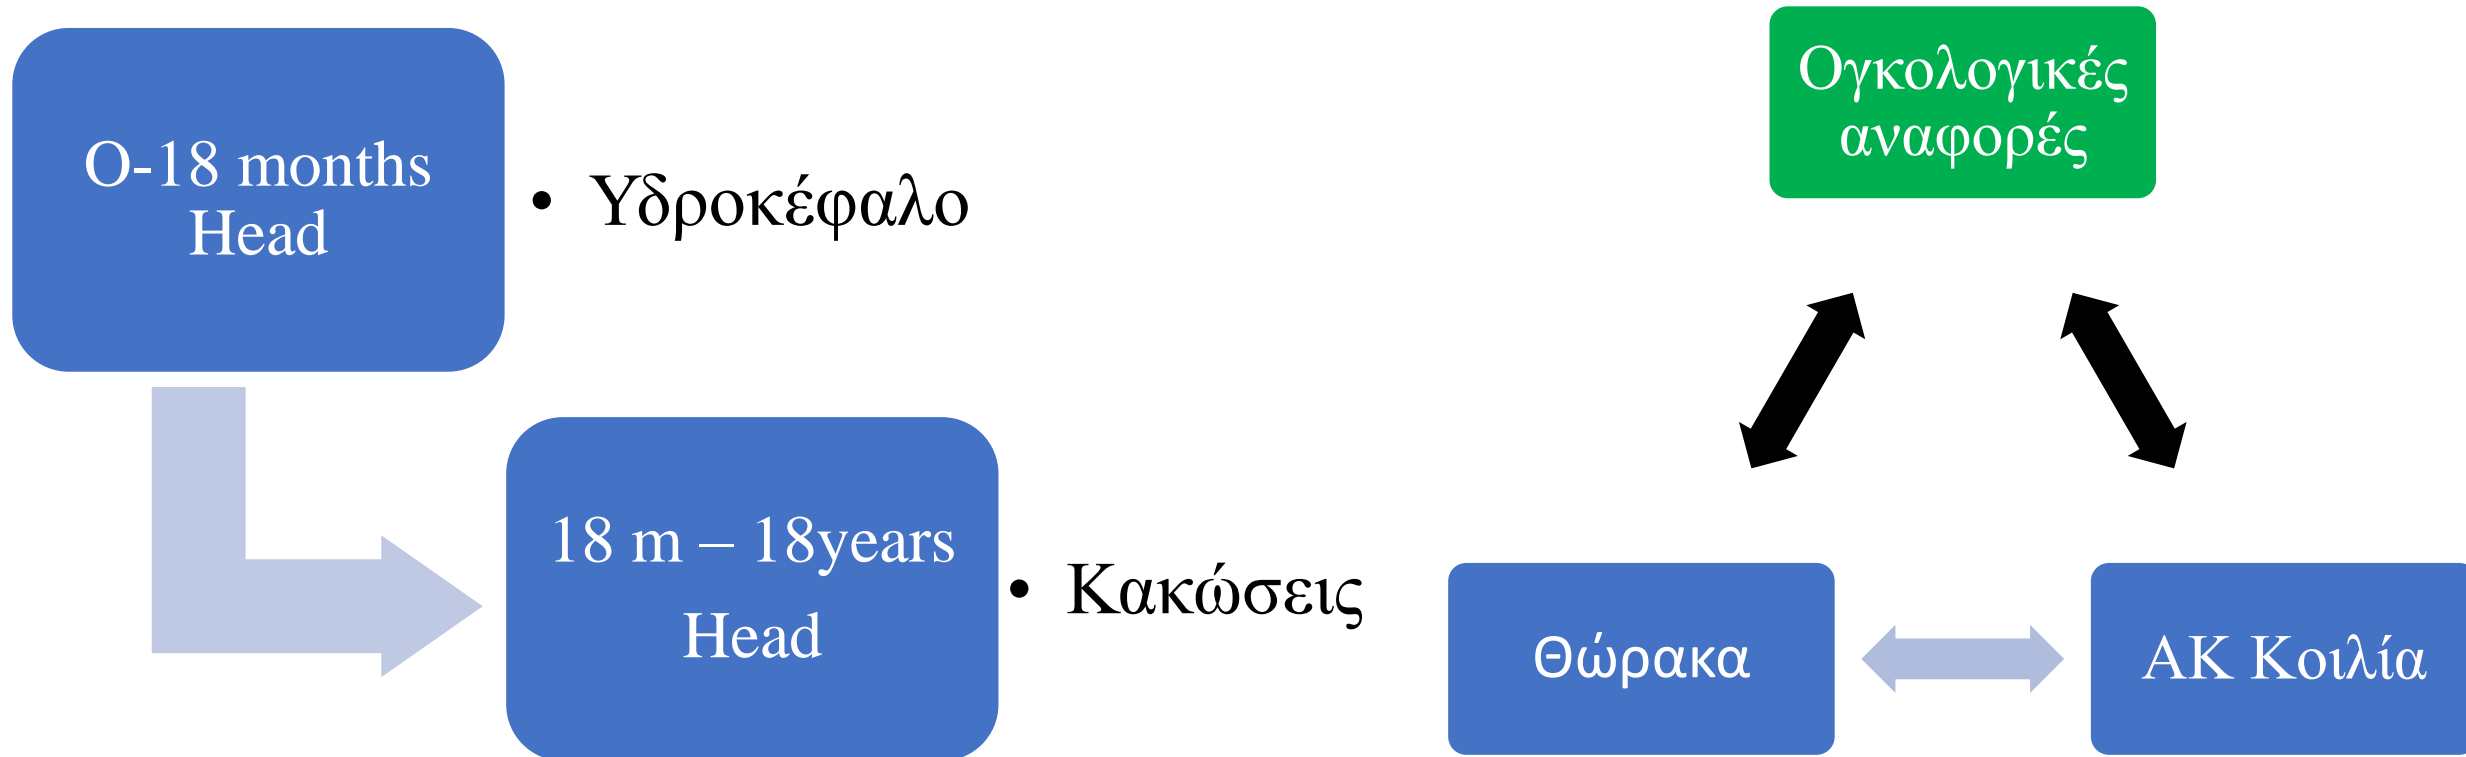 O-18 months
Head
• Υδροκέφαλο
18 m – 18years
Head
• Κακώσεις
Ογκολογικές
αναφορές
Θώρακα
ΑΚ Κοιλία